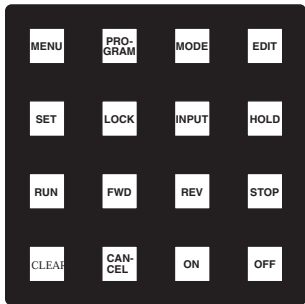 MENU PRO-
GRAM MODE EDIT
SET LOCK INPUT HOLD
RUN FWD REV STOP
CLEAR CAN-
CEL ON OFF